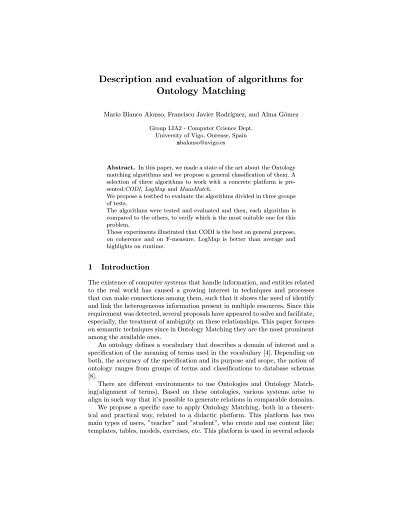 Description and evaluation of algorithms for
Ontology Matching
Mario Blanco Alonso, Francisco Javier Rodríguez, and Alma Gómez
Group LIA2 - Computer Science Dept.
University of Vigo, Ourense, Spain
mbalonso@uvigo.es
Abstract. In this paper, we made a state of the art about the Ontology
matching algorithms and we propose a general classification of them. A
selection of three algorithms to work with a concrete platform is pre-
sented:CODI, LogMap and MaasMatch.
We propose a testbed to evaluate the algorithms divided in three groups
of tests.
The algorithms were tested and evaluated and then, each algorithm is
compared to the others, to verify which is the most suitable one for this
problem.
Those experiments illustrated that CODI is the best on general purpose,
on coherence and on F-measure. LogMap is better than average and
highlights on runtime.
1 Introduction
The existence of computer systems that handle information, and entities related
to the real world has caused a growing interest in techniques and processes
that can make connections among them, such that it shows the need of identify
and link the heterogeneous information present in multiple resources. Since this
requirement was detected, several proposals have appeared to solve and facilitate,
especially, the treatment of ambiguity on these relationships. This paper focuses
on semantic techniques since in Ontology Matching they are the most prominent
among the available ones.
An ontology defines a vocabulary that describes a domain of interest and a
specification of the meaning of terms used in the vocabulary [4]. Depending on
both, the accuracy of the specification and its purpose and scope, the notion of
ontology ranges from groups of terms and classifications to database schemas
[8].
There are different environments to use Ontologies and Ontology Match-
ing(alignment of terms). Based on these ontologies, various systems arise to
align in such way that it's possible to generate relations in comparable domains.
We propose a specific case to apply Ontology Matching, both in a theoret-
ical and practical way, related to a didactic platform. This platform has two
main types of users, "teacher" and "student", who create and use content like:
templates, tables, models, exercises, etc. This platform is used in several schools